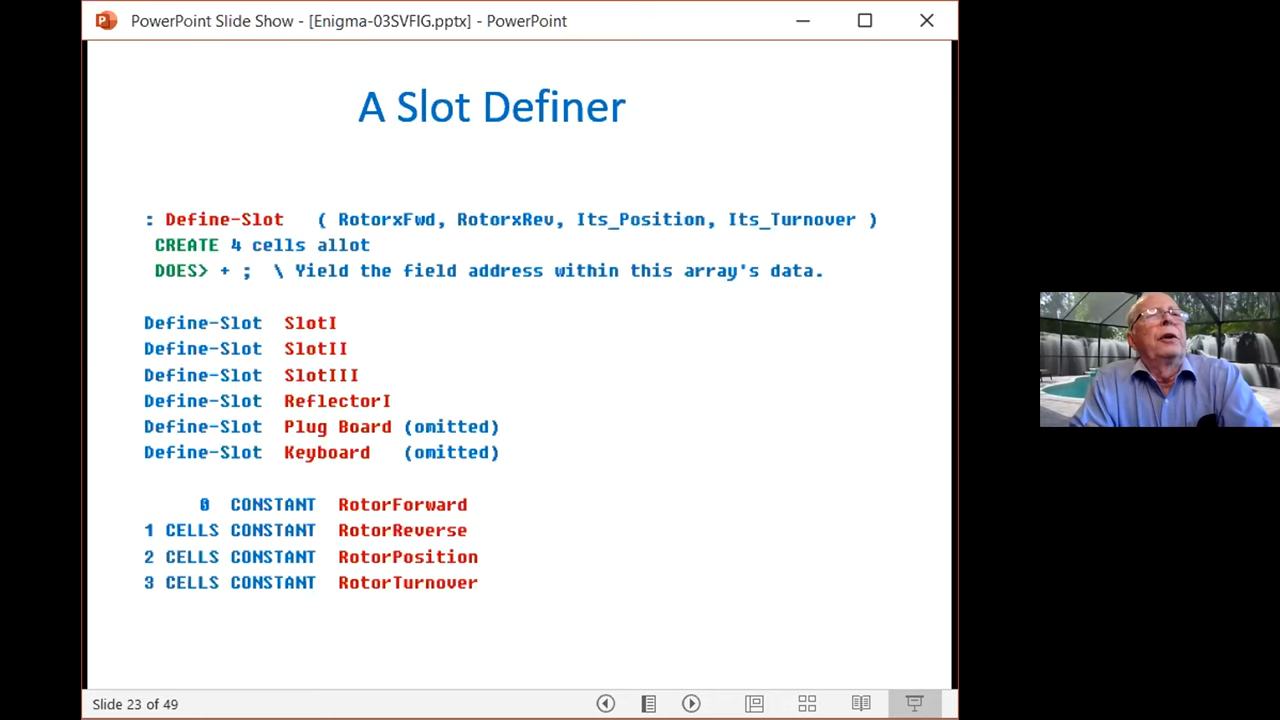 PowerPoint Slide Show - [Enigma-03SVFIG.pptx] - PowerPoint
A Slot Definer
: Define-Slot ( RotorxFwd, RotorxRev, Its_Position, Its_Turnover )
CREATE 4 cells allot
DOES> + ; \ Yield the field address within this array's data.
Define-Slot SlotI
Define-Slot SlotII
Define-Slot SlotIII
Define-Slot ReflectorI
Define-Slot Plug Board (omitted)
Define-Slot Keyboard (omitted)
0 CONSTANT RotorForward
1 CELLS CONSTANT RotorReverse
2 CELLS CONSTANT RotorPosition
3 CELLS CONSTANT RotorTurnover
Slide 23 of 49